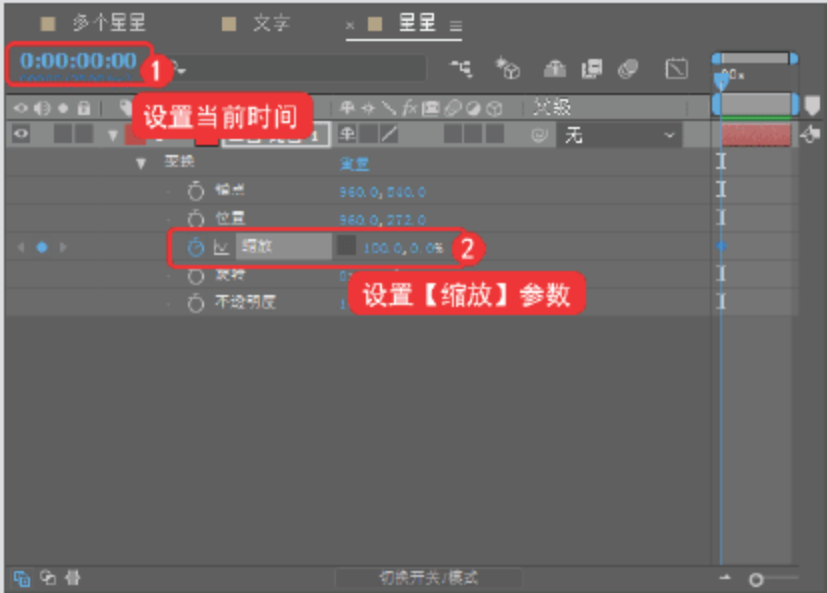 多个星星 文字 × 星星
0:00:00:00
1
:00s
设置当前时间
父级
无
变换 重置
锚点 960.0,540.0
位置 960.0,272.0
缩放 100.0,0.0% 2
旋转
设置【缩放】参数
不透明度
切换开关/模式